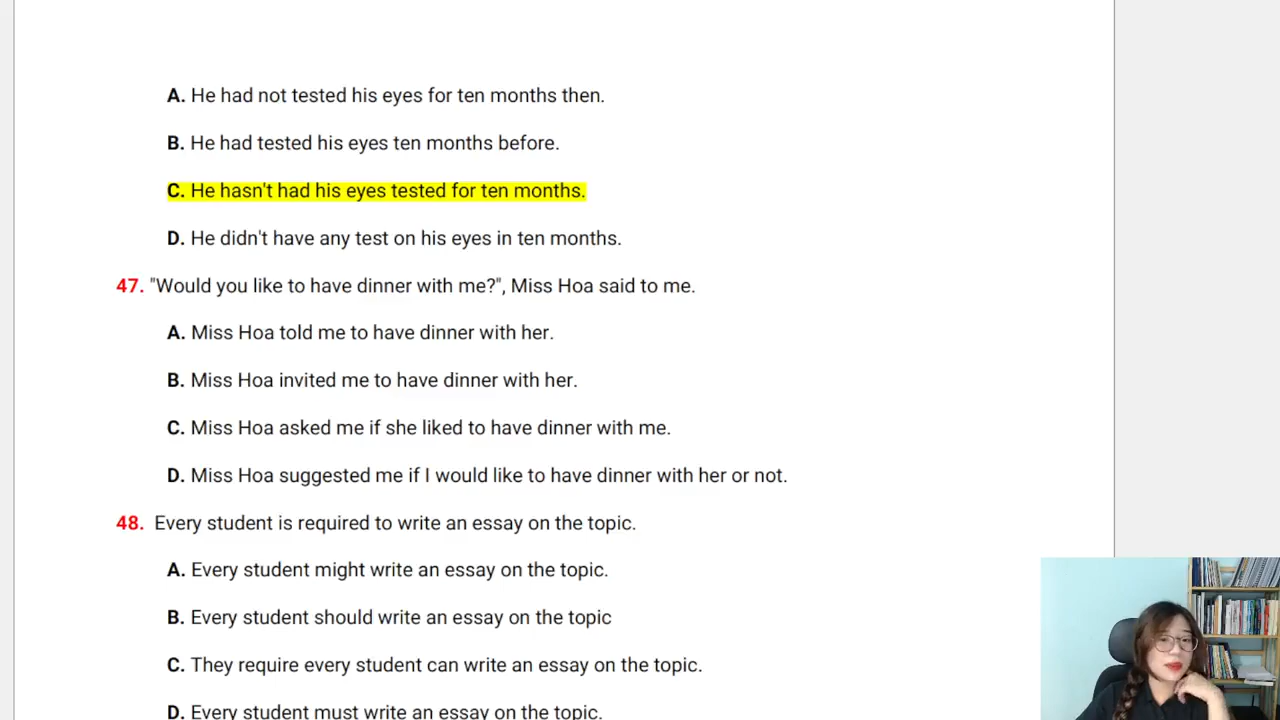 A. He had not tested his eyes for ten months then.
B. He had tested his eyes ten months before.
C. He hasn't had his eyes tested for ten months.
D. He didn't have any test on his eyes in ten months.
47. "Would you like to have dinner with me?", Miss Hoa said to me.
A. Miss Hoa told me to have dinner with her.
B. Miss Hoa invited me to have dinner with her.
C. Miss Hoa asked me if she liked to have dinner with me.
D. Miss Hoa suggested me if I would like to have dinner with her or not.
48. Every student is required to write an essay on the topic.
A. Every student might write an essay on the topic.
B. Every student should write an essay on the topic
C. They require every student can write an essay on the topic.
D. Every student must write an essay on the topic.